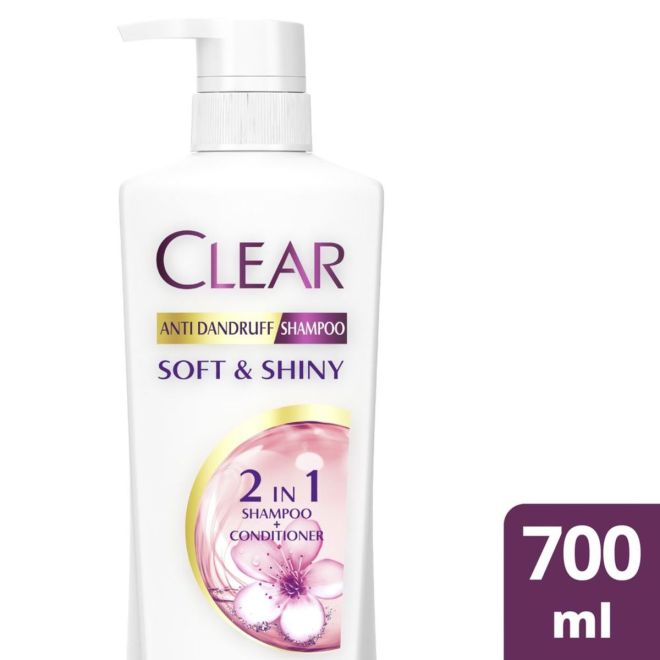 CLEAR
ANTI DANDRUFF SHAMPOO
SOFT & SHINY
2 IN 1
SHAMPOO
+
CONDITIONER
700
ml